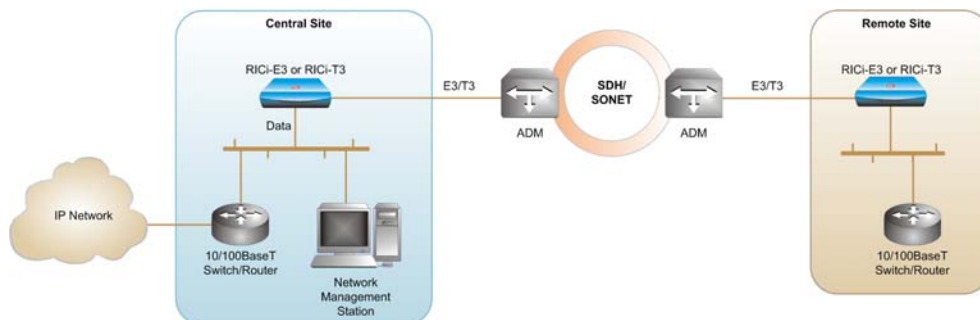 Central Site
Remote Site
RICi-E3 or RICi-T3
RICi-E3 or RICi-T3
E3/T3
SDH/
SONET
E3/T3
ADM
ADM
Data
IP Network
10/100BaseT
Switch/Router
Network
Management
Station
10/100BaseT
Switch/Router